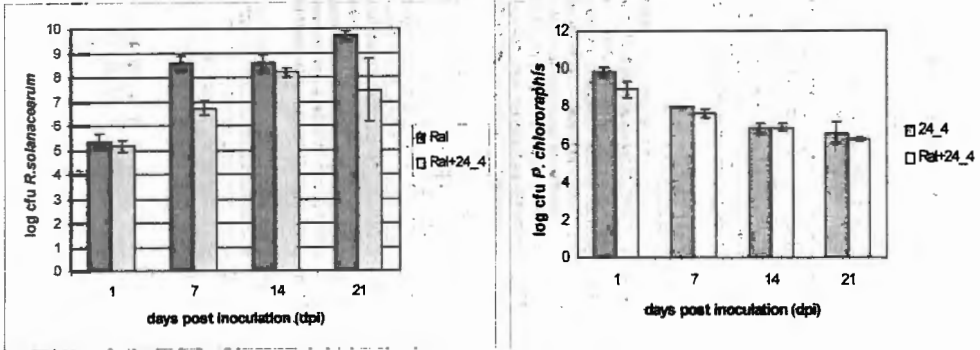 10
9
8
7
6
5
4
3
2
1
0
log cfu R.solanacearum
1 7 14 21
days post inoculation (dpi)
Ral
Ral+24_4
12
10
8
6
4
2
0
log cfu P. chlororaphis
1 7 14 21
days post inoculation (dpi)
24_4
Ral+24_4